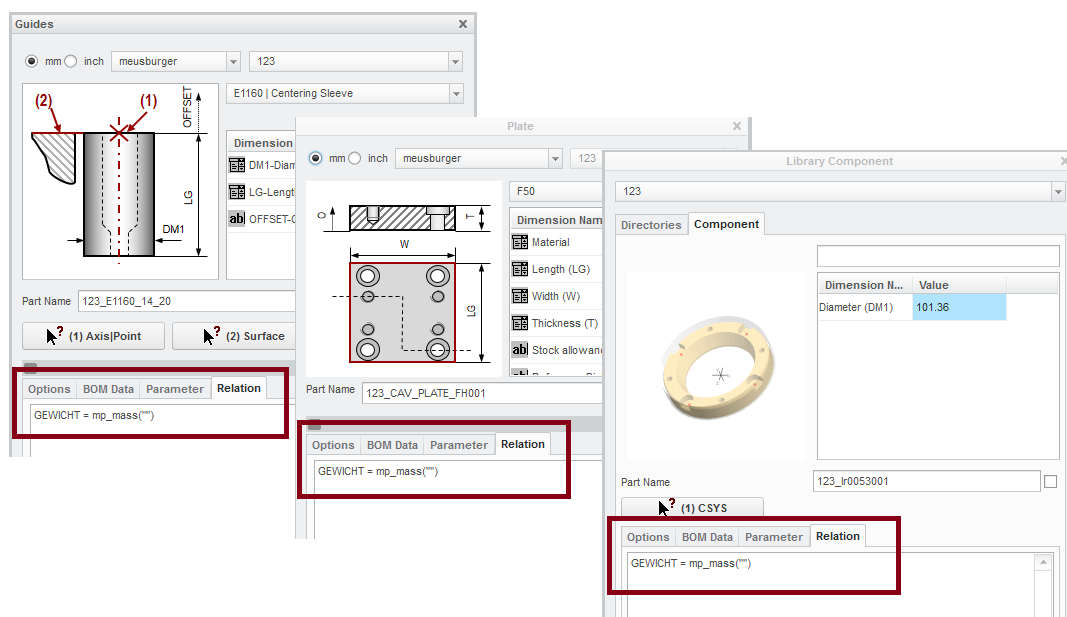 Guides
mm inch meusburger 123
E1160 | Centering Sleeve
(2) (1) OFFSET
LG
DM1
Dimension
DM1-Diam
LG-Lengt
ab OFFSET-
Part Name 123_E1160_14_20
(1) Axis|Point (2) Surface
Options BOM Data Parameter Relation
GEWICHT = mp_mass("")
Plate
mm inch meusburger 123
F50
O T
W
LG
Dimension Nam
Material
Length (LG)
Width (W)
Thickness (T)
ab Stock allowan
Part Name 123_CAV_PLATE_FH001
Options BOM Data Parameter Relation
GEWICHT = mp_mass("")
Library Component
123
Directories Component
Dimension N... Value
Diameter (DM1) 101.36
Part Name 123_lr0053001
(1) CSYS
Options BOM Data Parameter Relation
GEWICHT = mp_mass("")